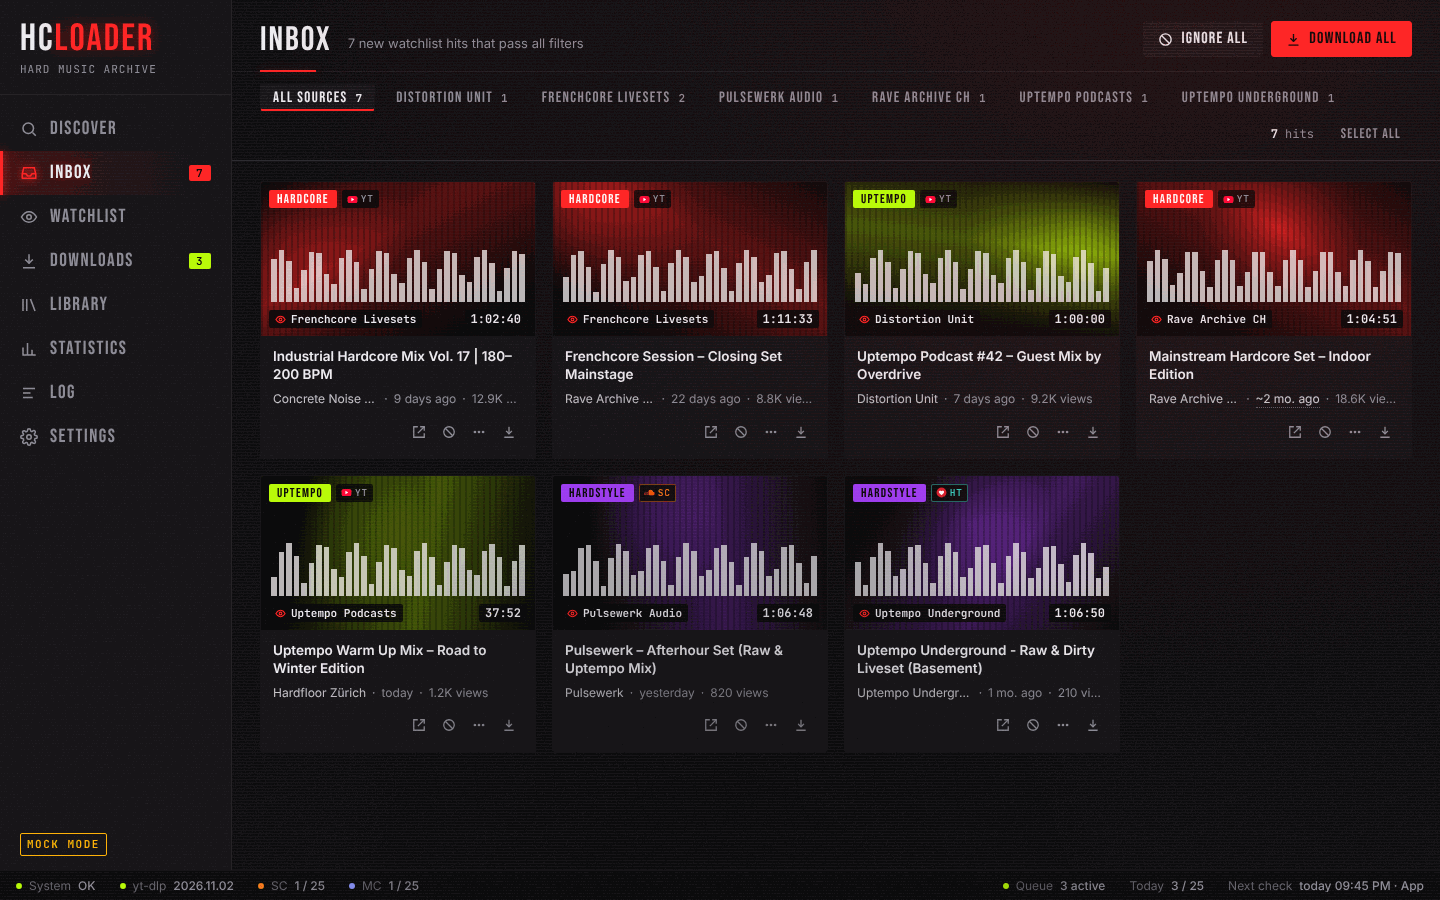 HCLOADER
HARD MUSIC ARCHIVE
DISCOVER
INBOX 7
WATCHLIST
DOWNLOADS 3
LIBRARY
STATISTICS
LOG
SETTINGS
MOCK MODE
INBOX 7 new watchlist hits that pass all filters
IGNORE ALL
DOWNLOAD ALL
ALL SOURCES 7 DISTORTION UNIT 1 FRENCHCORE LIVESETS 2 PULSEWERK AUDIO 1 RAVE ARCHIVE CH 1 UPTEMPO PODCASTS 1 UPTEMPO UNDERGROUND 1
7 hits SELECT ALL
HARDCORE YT
Frenchcore Livesets 1:02:40
Industrial Hardcore Mix Vol. 17 | 180–
200 BPM
Concrete Noise ... · 9 days ago · 12.9K ...
HARDCORE YT
Frenchcore Livesets 1:11:33
Frenchcore Session – Closing Set
Mainstage
Rave Archive ... · 22 days ago · 8.8K vie...
UPTEMPO YT
Distortion Unit 1:00:00
Uptempo Podcast #42 – Guest Mix by
Overdrive
Distortion Unit · 7 days ago · 9.2K views
HARDCORE YT
Rave Archive CH 1:04:51
Mainstream Hardcore Set – Indoor
Edition
Rave Archive ... · ~2 mo. ago · 18.6K vie...
UPTEMPO YT
Uptempo Podcasts 37:52
Uptempo Warm Up Mix – Road to
Winter Edition
Hardfloor Zürich · today · 1.2K views
HARDSTYLE SC
Pulsewerk Audio 1:06:48
Pulsewerk – Afterhour Set (Raw &
Uptempo Mix)
Pulsewerk · yesterday · 820 views
HARDSTYLE HT
Uptempo Underground 1:06:50
Uptempo Underground - Raw & Dirty
Liveset (Basement)
Uptempo Undergr... · 1 mo. ago · 210 vi...
System OK yt-dlp 2026.11.02 SC 1 / 25 MC 1 / 25 Queue 3 active Today 3 / 25 Next check today 09:45 PM · App